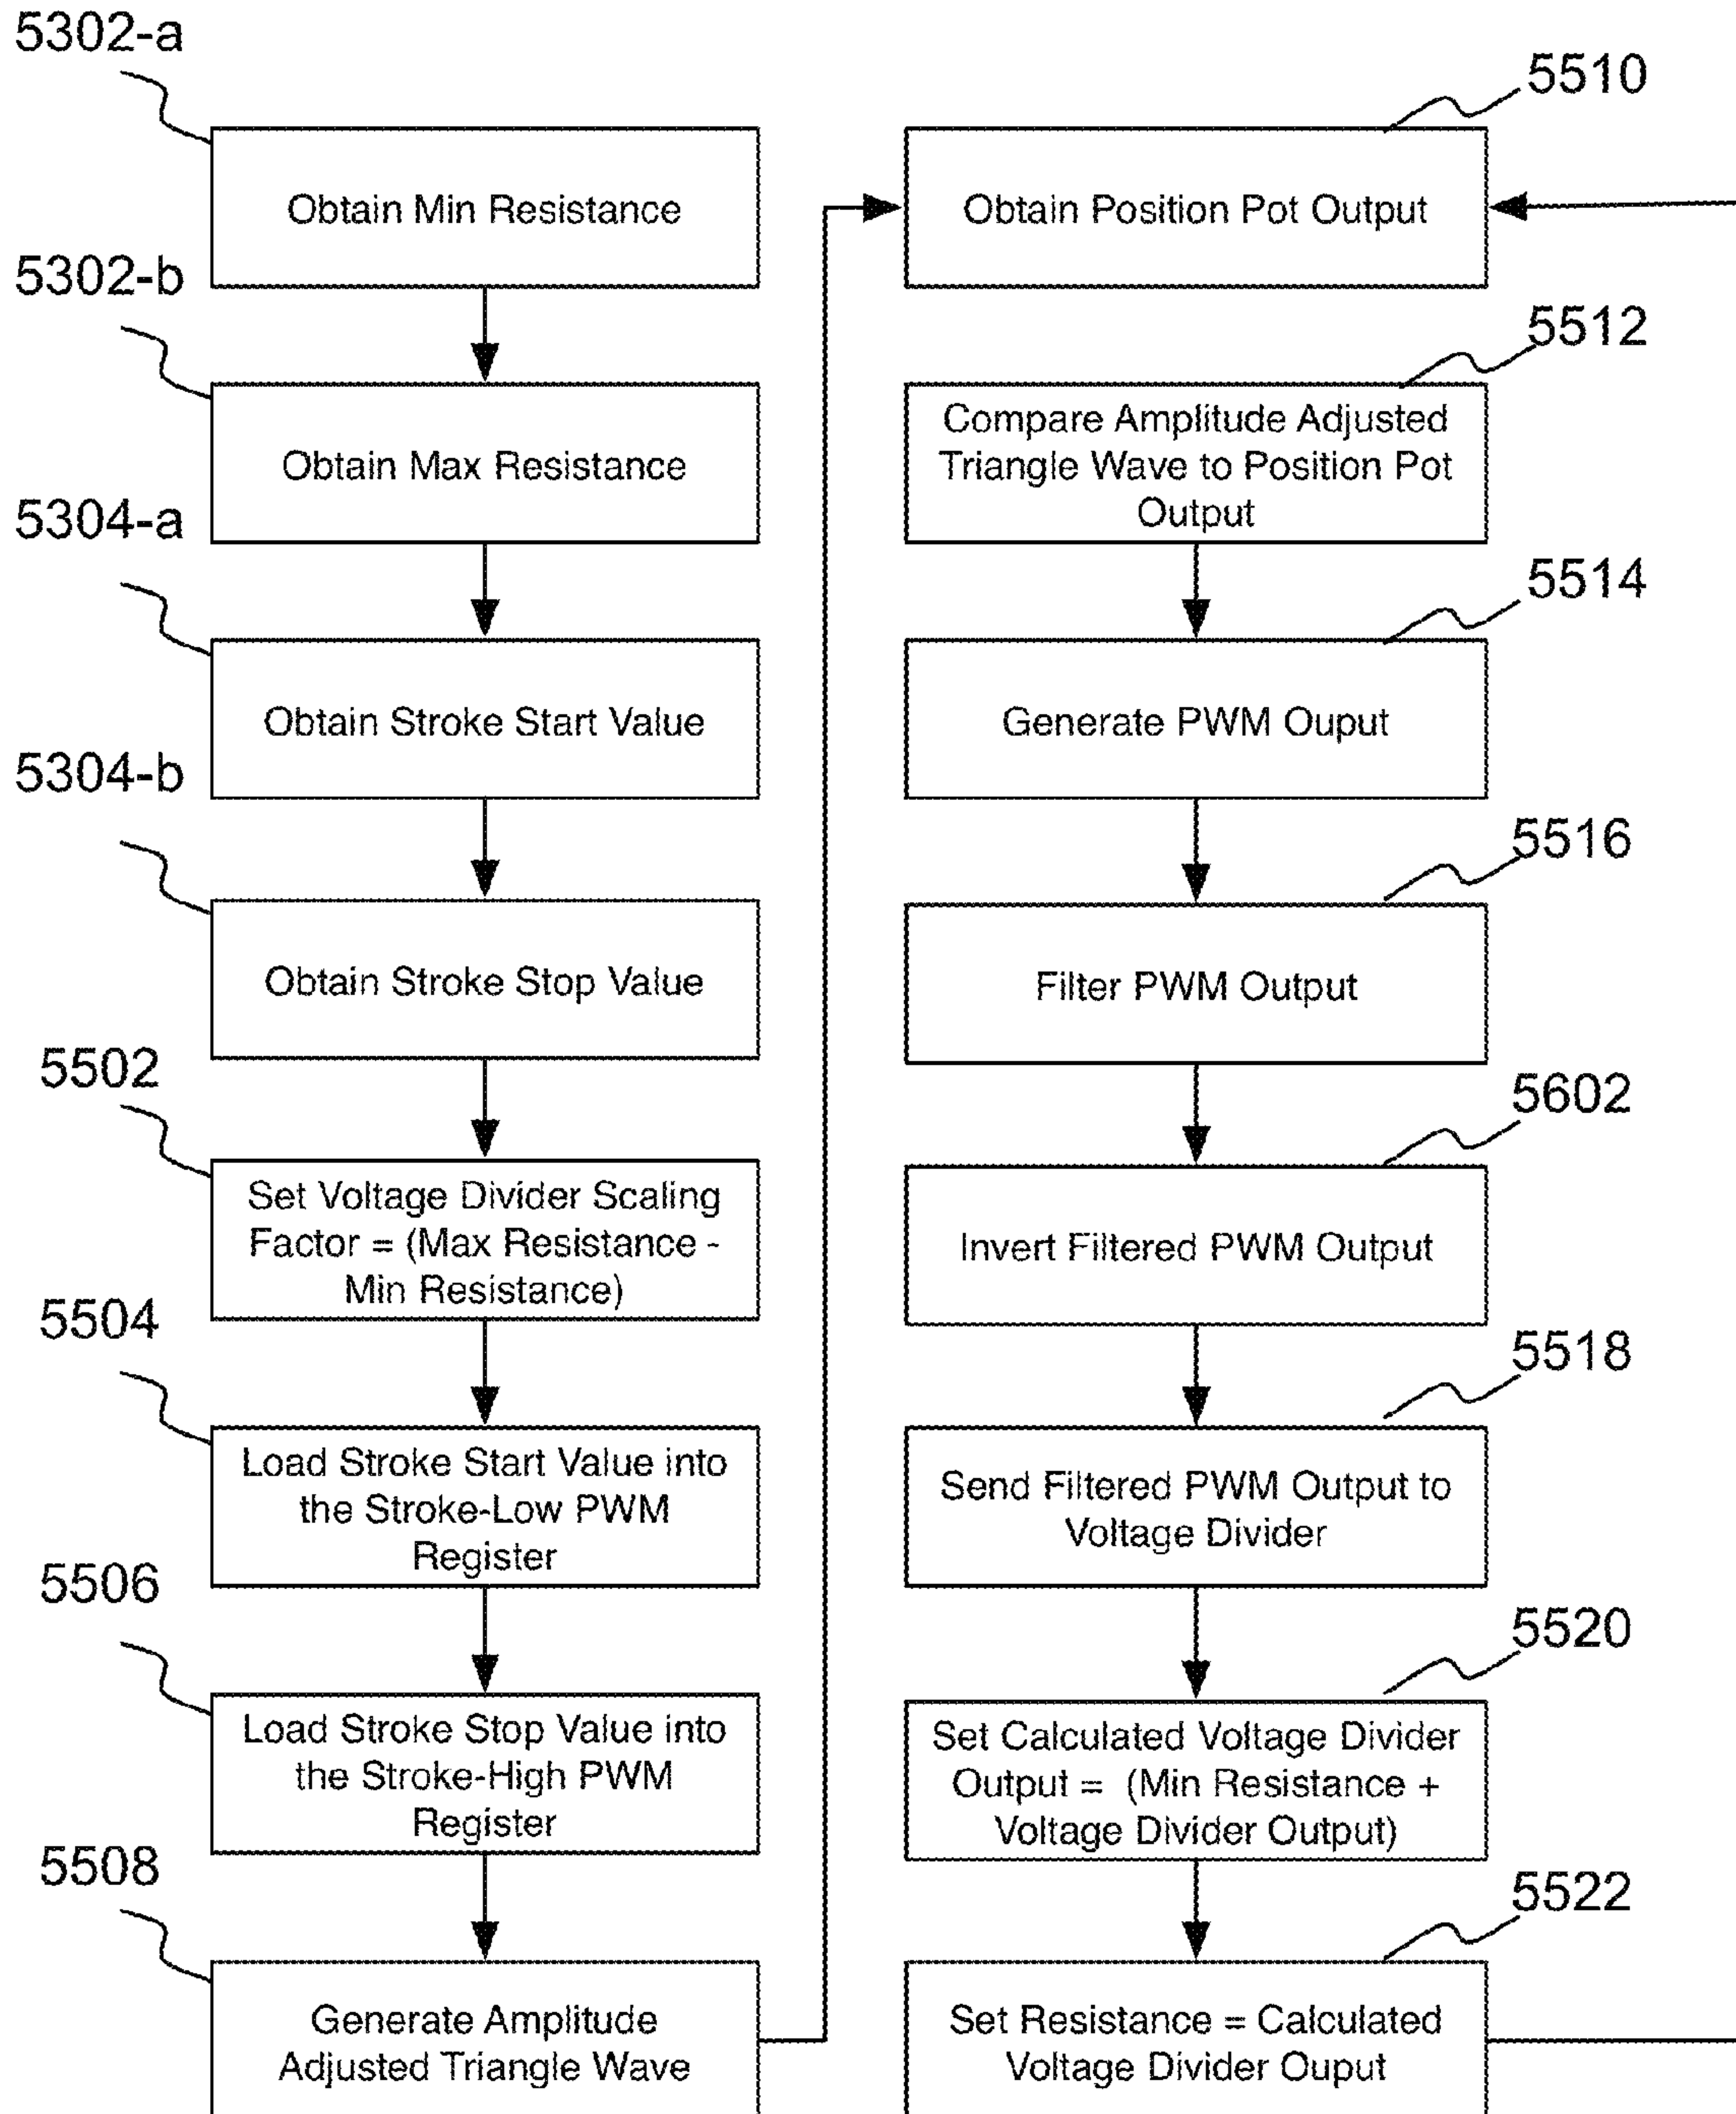 5302-a
Obtain Min Resistance
5302-b
Obtain Max Resistance
5304-a
Obtain Stroke Start Value
5304-b
Obtain Stroke Stop Value
5502
Set Voltage Divider Scaling
Factor = (Max Resistance -
Min Resistance)
5504
Load Stroke Start Value into
the Stroke-Low PWM
Register
5506
Load Stroke Stop Value into
the Stroke-High PWM
Register
5508
Generate Amplitude
Adjusted Triangle Wave
5510
Obtain Position Pot Output
5512
Compare Amplitude Adjusted
Triangle Wave to Position Pot
Output
5514
Generate PWM Ouput
5516
Filter PWM Output
5602
Invert Filtered PWM Output
5518
Send Filtered PWM Output to
Voltage Divider
5520
Set Calculated Voltage Divider
Output = (Min Resistance +
Voltage Divider Output)
5522
Set Resistance = Calculated
Voltage Divider Ouput